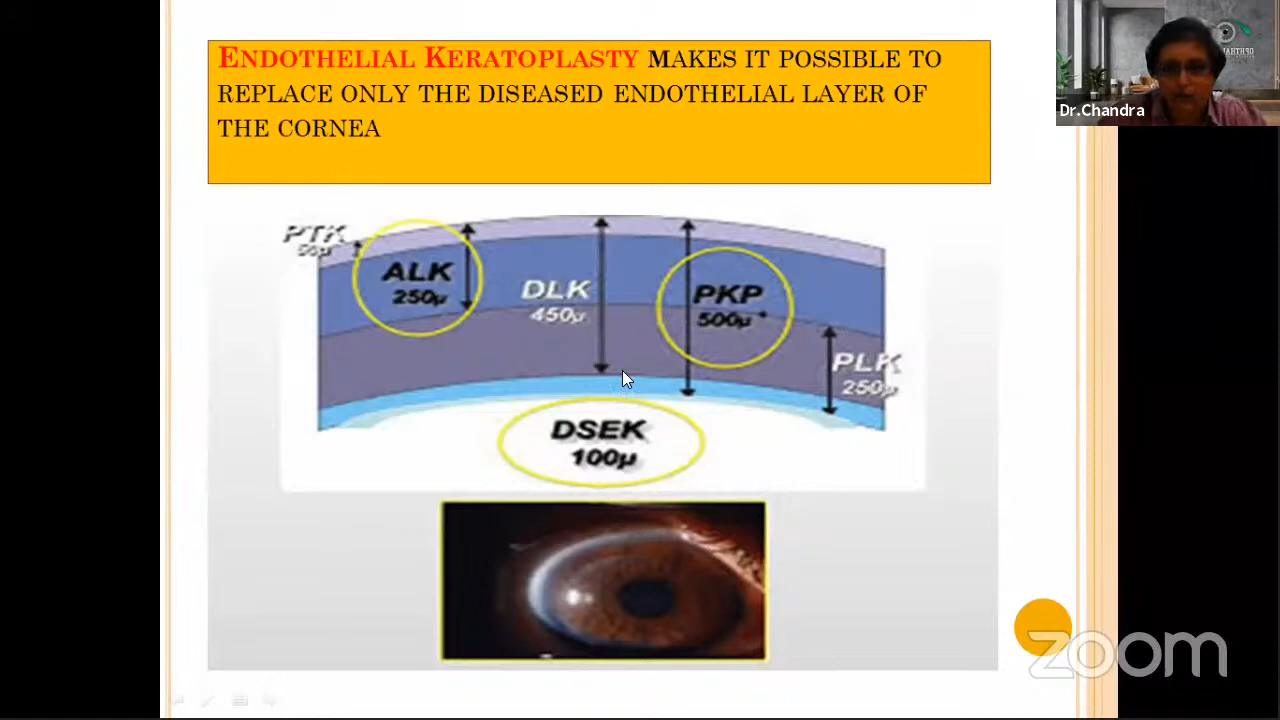 ENDOTHELIAL KERATOPLASTY MAKES IT POSSIBLE TO
REPLACE ONLY THE DISEASED ENDOTHELIAL LAYER OF
THE CORNEA
Dr.Chandra
PTK
50µ
ALK
250µ
DLK
450µ
PKP
500µ
PLK
250µ
DSEK
100µ
zoom